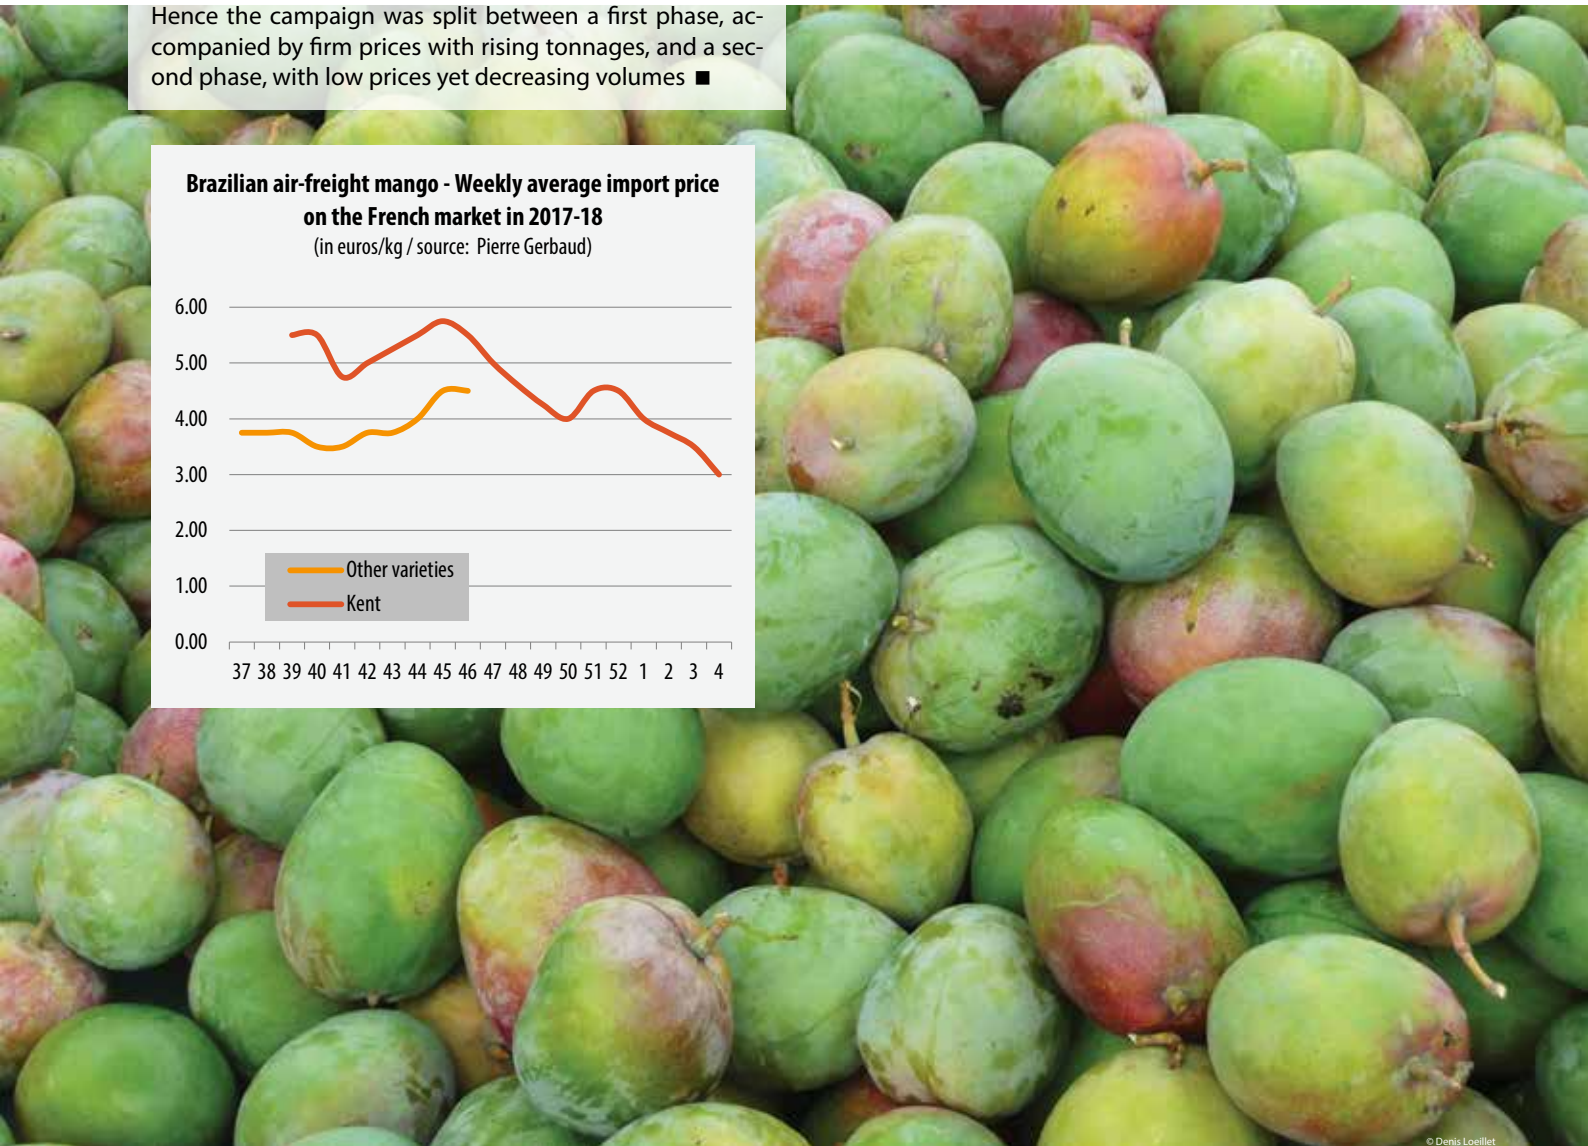 Hence the campaign was split between a first phase, ac-
companied by firm prices with rising tonnages, and a sec-
ond phase, with low prices yet decreasing volumes ■
Brazilian air-freight mango - Weekly average import price
on the French market in 2017-18
(in euros/kg / source: Pierre Gerbaud)
6.00
5.00
4.00
3.00
2.00
1.00
0.00
Other varieties
Kent
37 38 39 40 41 42 43 44 45 46 47 48 49 50 51 52 1 2 3 4
© Denis Loeillet